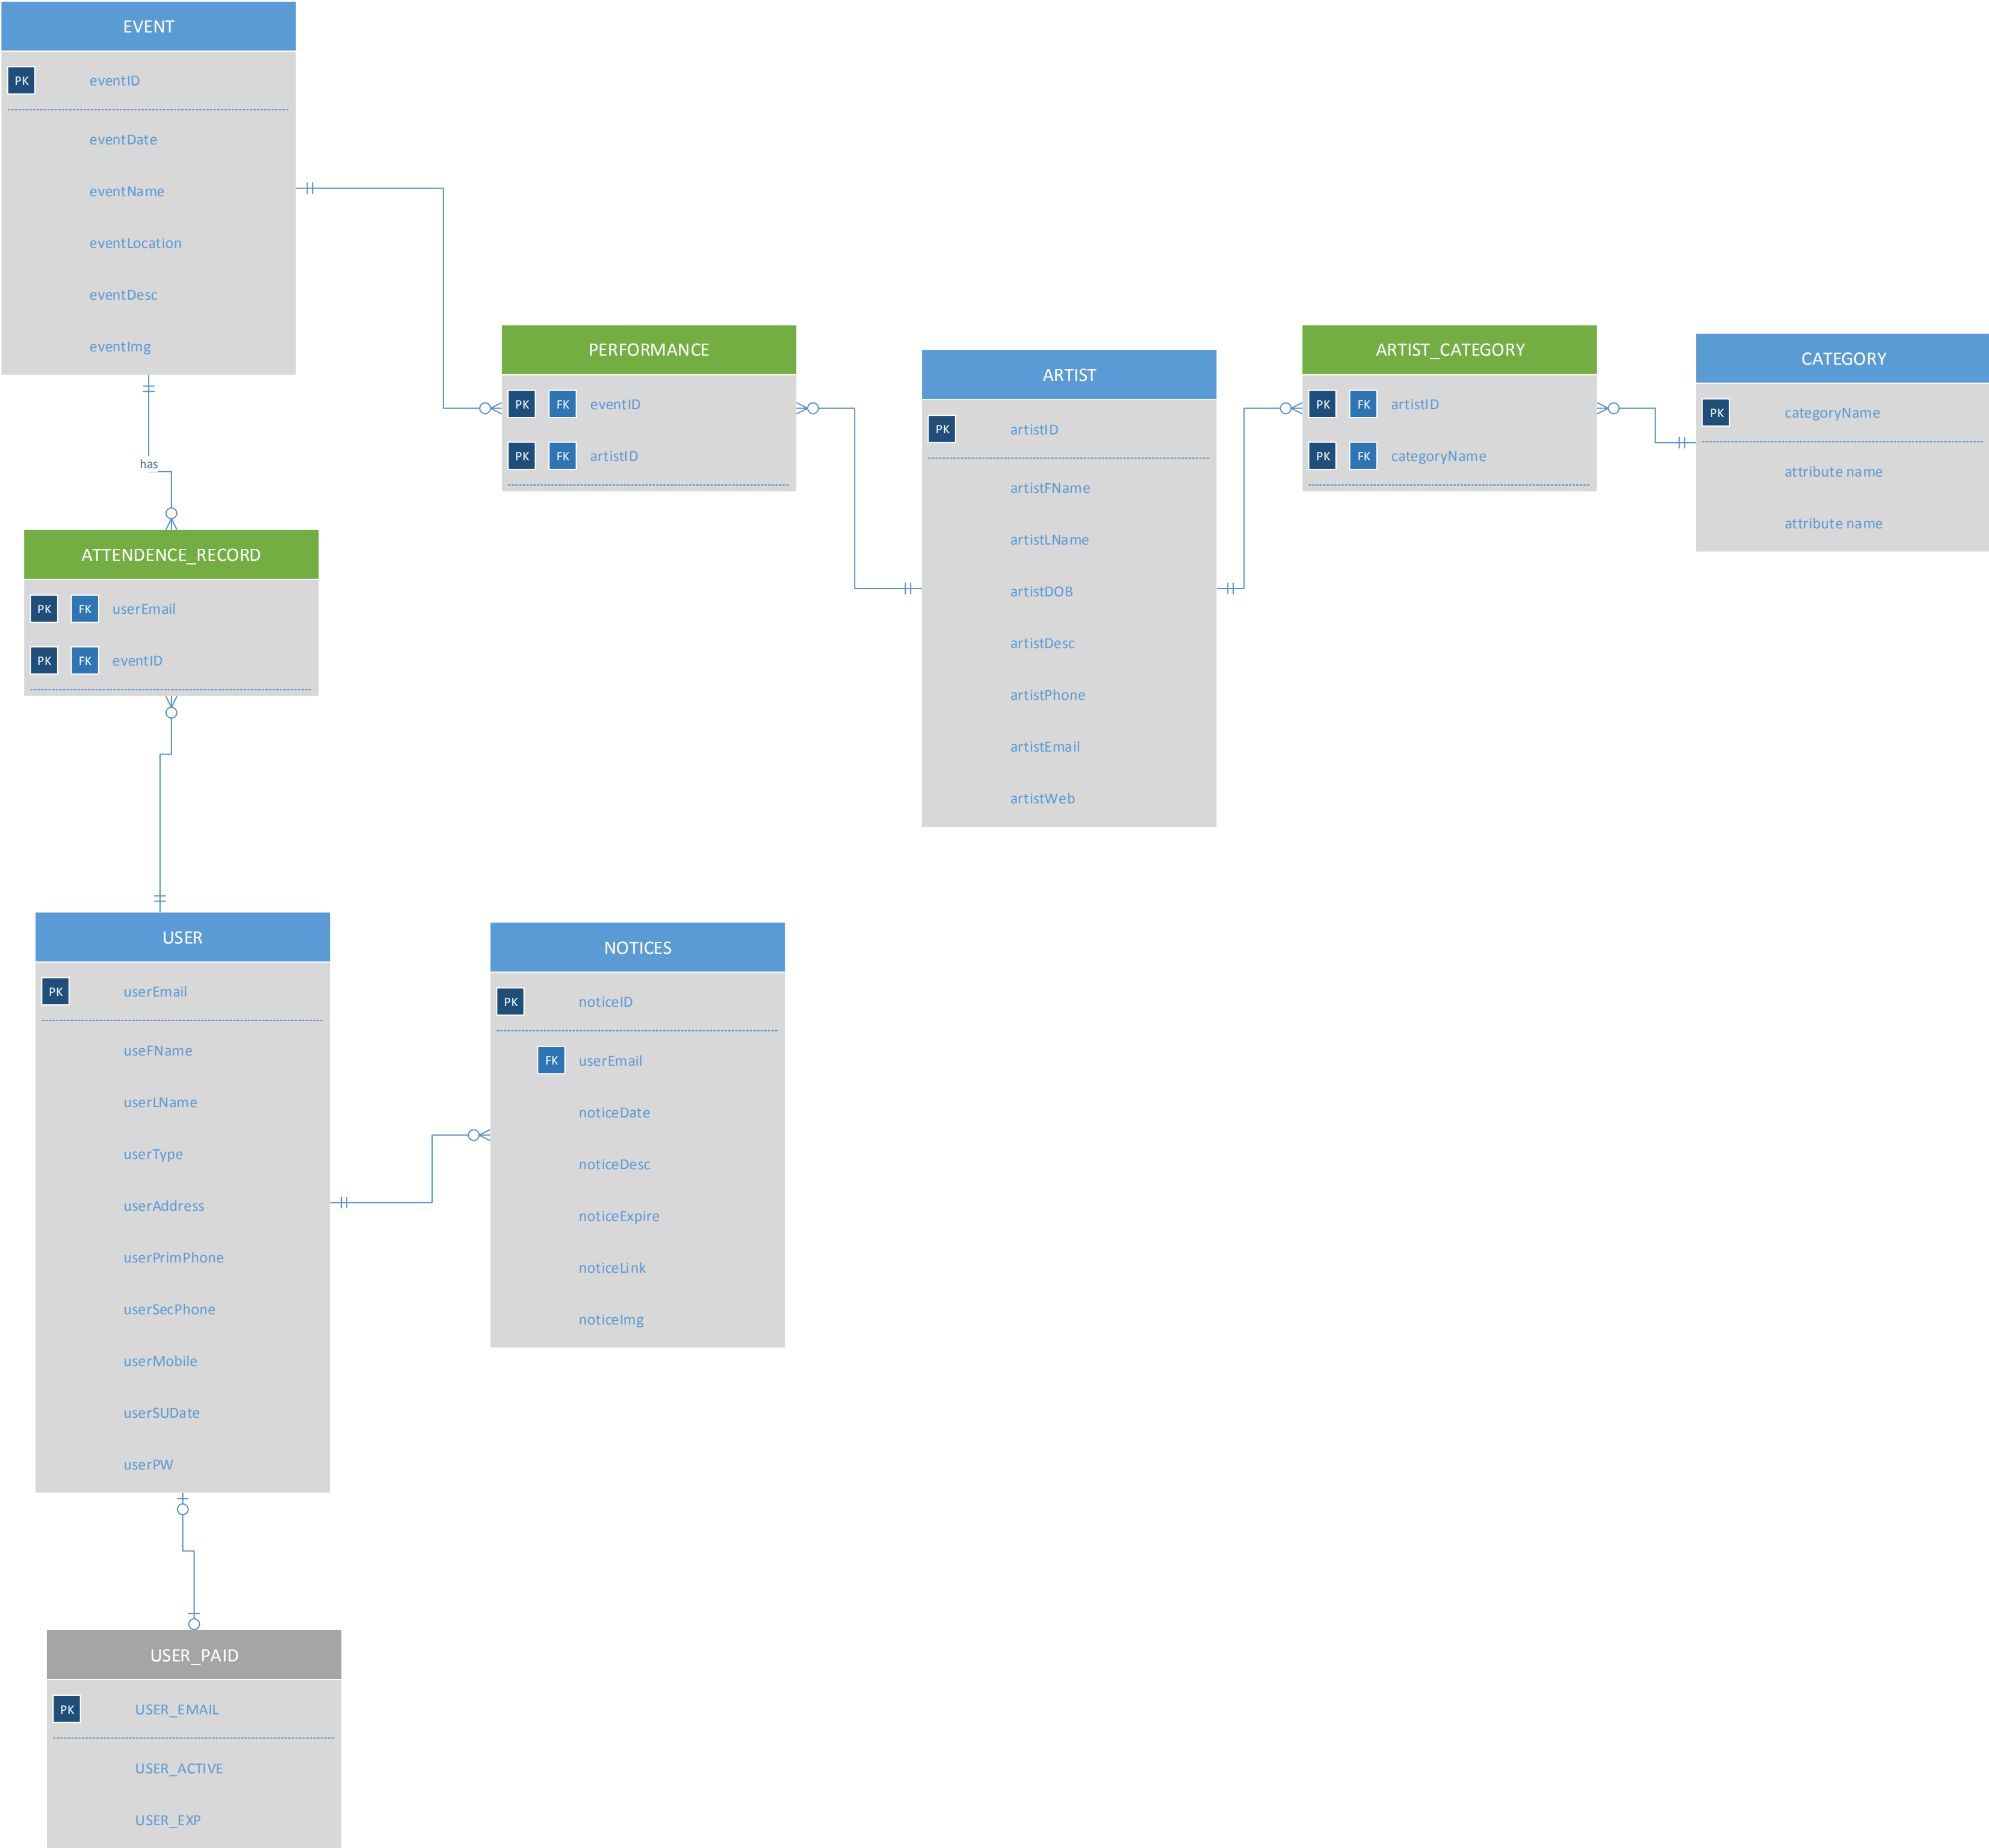 EVENT
PK eventID
eventDate
eventName
eventLocation
eventDesc
eventImg
has
PERFORMANCE
PK FK eventID
PK FK artistID
ARTIST
PK artistID
artistFName
artistLName
artistDOB
artistDesc
artistPhone
artistEmail
artistWeb
ARTIST_CATEGORY
PK FK artistID
PK FK categoryName
CATEGORY
PK categoryName
attribute name
attribute name
ATTENDENCE_RECORD
PK FK userEmail
PK FK eventID
USER
PK userEmail
useFName
userLName
userType
userAddress
userPrimPhone
userSecPhone
userMobile
userSUDate
userPW
NOTICES
PK noticeID
FK userEmail
noticeDate
noticeDesc
noticeExpire
noticeLink
noticeImg
USER_PAID
PK USER_EMAIL
USER_ACTIVE
USER_EXP